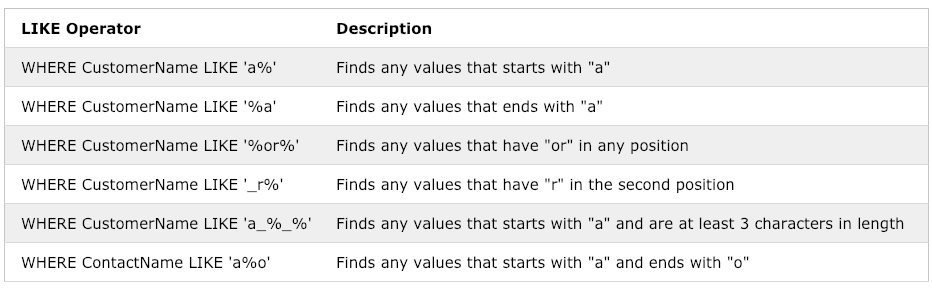 LIKE Operator Description
WHERE CustomerName LIKE 'a%' Finds any values that starts with "a"
WHERE CustomerName LIKE '%a' Finds any values that ends with "a"
WHERE CustomerName LIKE '%or%' Finds any values that have "or" in any position
WHERE CustomerName LIKE '_r%' Finds any values that have "r" in the second position
WHERE CustomerName LIKE 'a_%_%' Finds any values that starts with "a" and are at least 3 characters in length
WHERE ContactName LIKE 'a%o' Finds any values that starts with "a" and ends with "o"